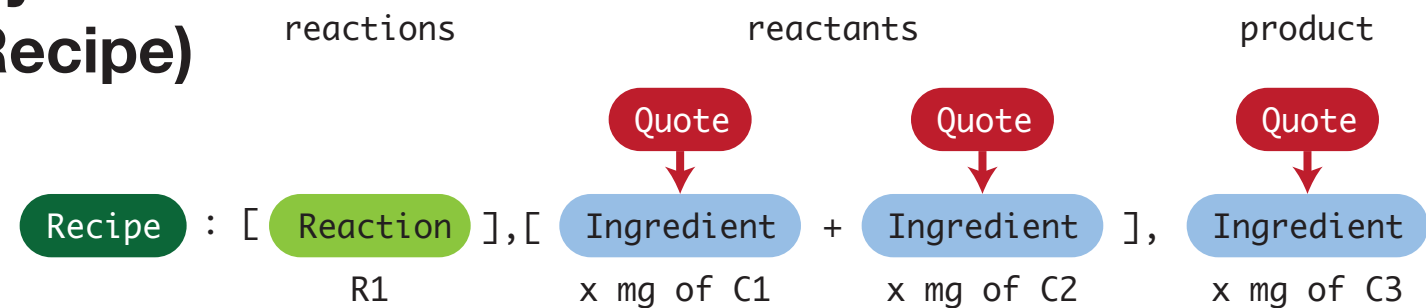 Recipe)
reactions reactants product
Quote Quote Quote
Recipe : [ Reaction ],[ Ingredient + Ingredient ], Ingredient
R1 x mg of C1 x mg of C2 x mg of C3